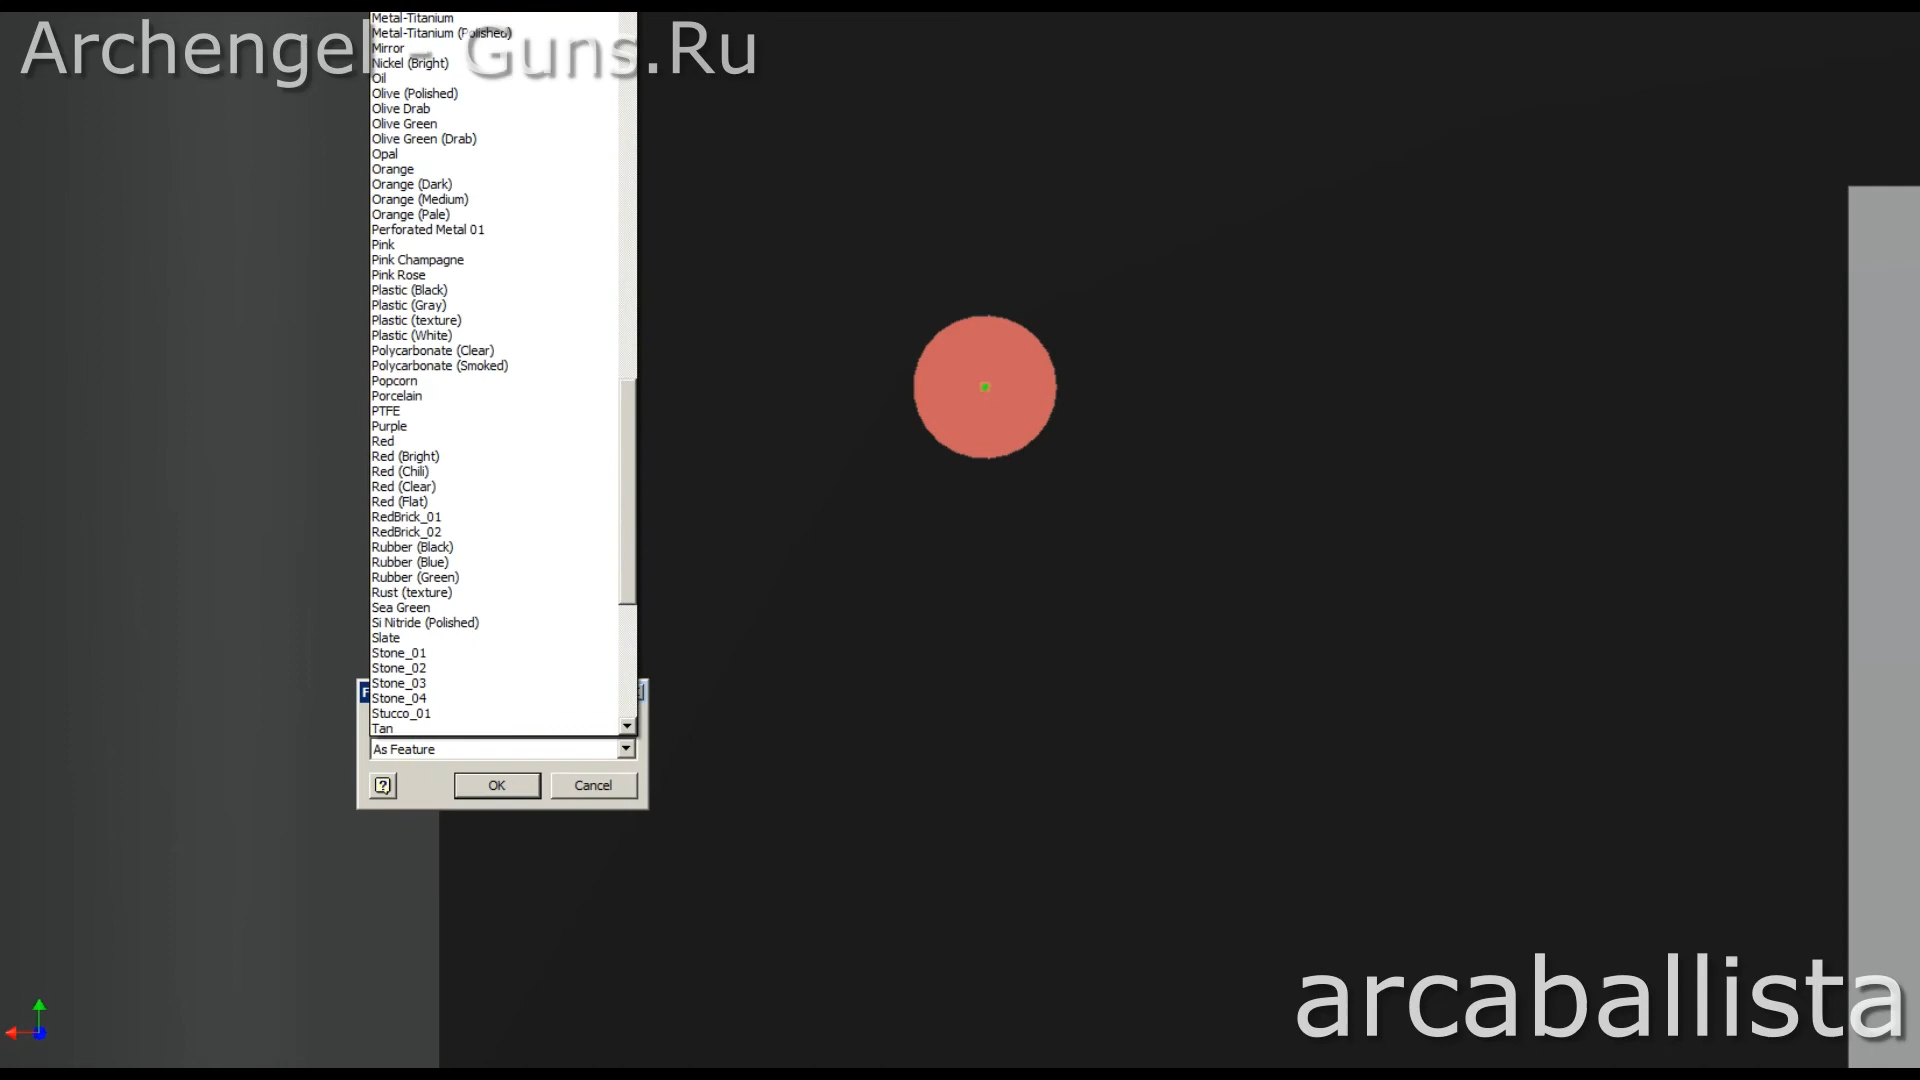 Archengel - Guns.Ru
Metal-Titanium
Metal-Titanium (Polished)
Mirror
Nickel (Bright)
Oil
Olive (Polished)
Olive Drab
Olive Green
Olive Green (Drab)
Opal
Orange
Orange (Dark)
Orange (Medium)
Orange (Pale)
Perforated Metal 01
Pink
Pink Champagne
Pink Rose
Plastic (Black)
Plastic (Gray)
Plastic (texture)
Plastic (White)
Polycarbonate (Clear)
Polycarbonate (Smoked)
Popcorn
Porcelain
PTFE
Purple
Red
Red (Bright)
Red (Chili)
Red (Clear)
Red (Flat)
RedBrick_01
RedBrick_02
Rubber (Black)
Rubber (Blue)
Rubber (Green)
Rust (texture)
Sea Green
Si Nitride (Polished)
Slate
Stone_01
Stone_02
Stone_03
Stone_04
Stucco_01
Tan
As Feature
OK Cancel
arcaballista